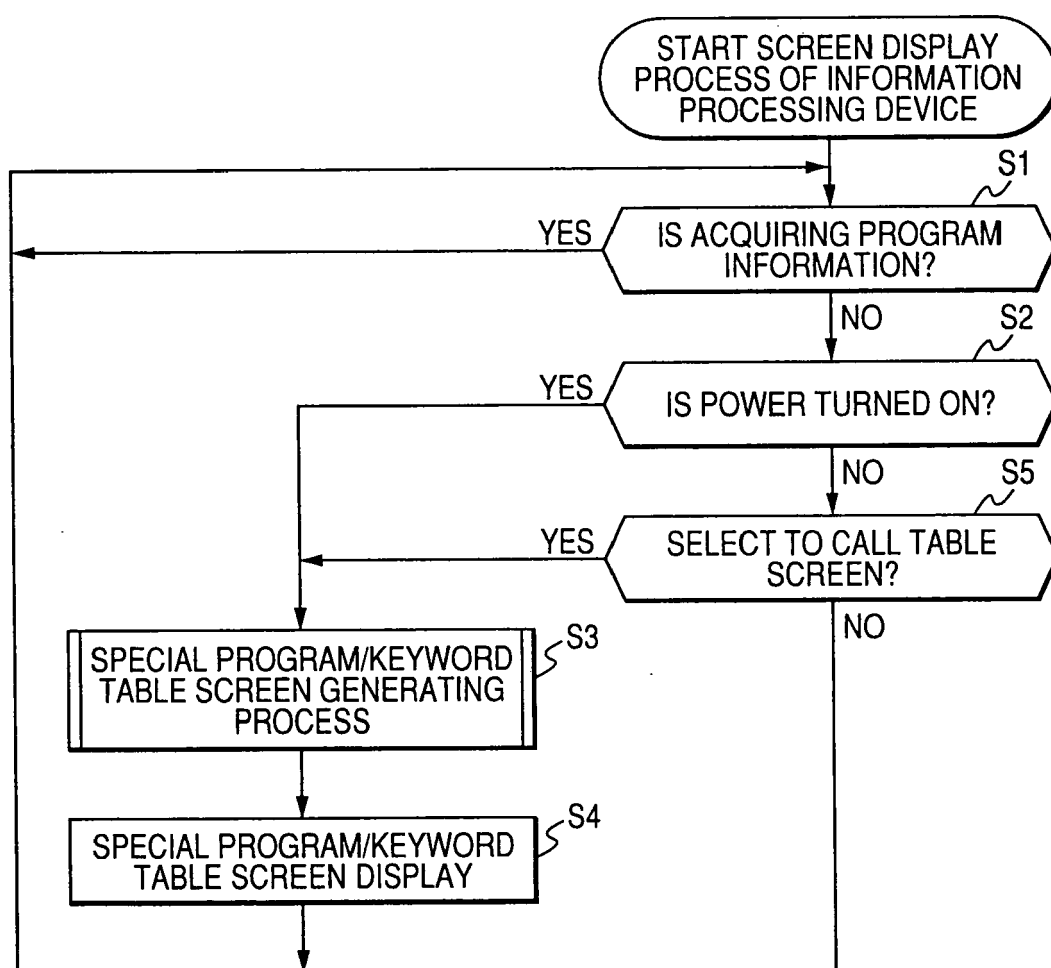 START SCREEN DISPLAY
PROCESS OF INFORMATION
PROCESSING DEVICE
S1
YES
IS ACQUIRING PROGRAM
INFORMATION?
NO
S2
YES
IS POWER TURNED ON?
NO
S5
YES
SELECT TO CALL TABLE
SCREEN?
NO
S3
SPECIAL PROGRAM/KEYWORD
TABLE SCREEN GENERATING
PROCESS
S4
SPECIAL PROGRAM/KEYWORD
TABLE SCREEN DISPLAY